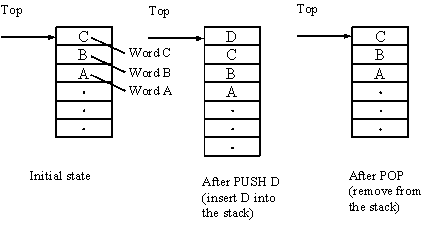 Top
C
B
A
.
.
.
Word C
Word B
Word A
Initial state
Top
D
C
B
A
.
.
.
After PUSH D
(insert D into
the stack)
Top
C
B
A
.
.
.
After POP
(remove from
the stack)